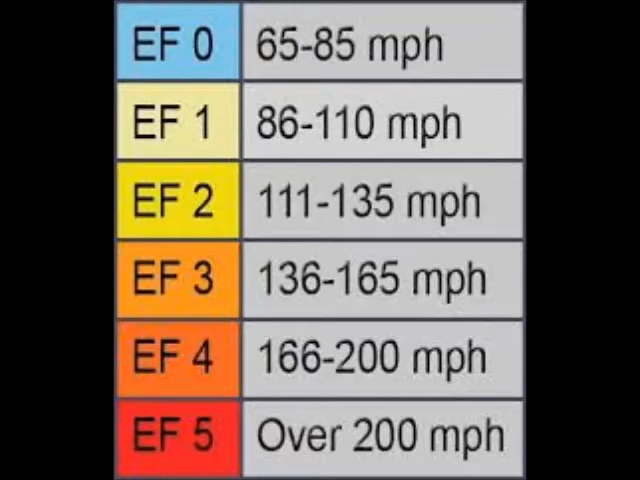 EF 0 65-85 mph
EF 1 86-110 mph
EF 2 111-135 mph
EF 3 136-165 mph
EF 4 166-200 mph
EF 5 Over 200 mph